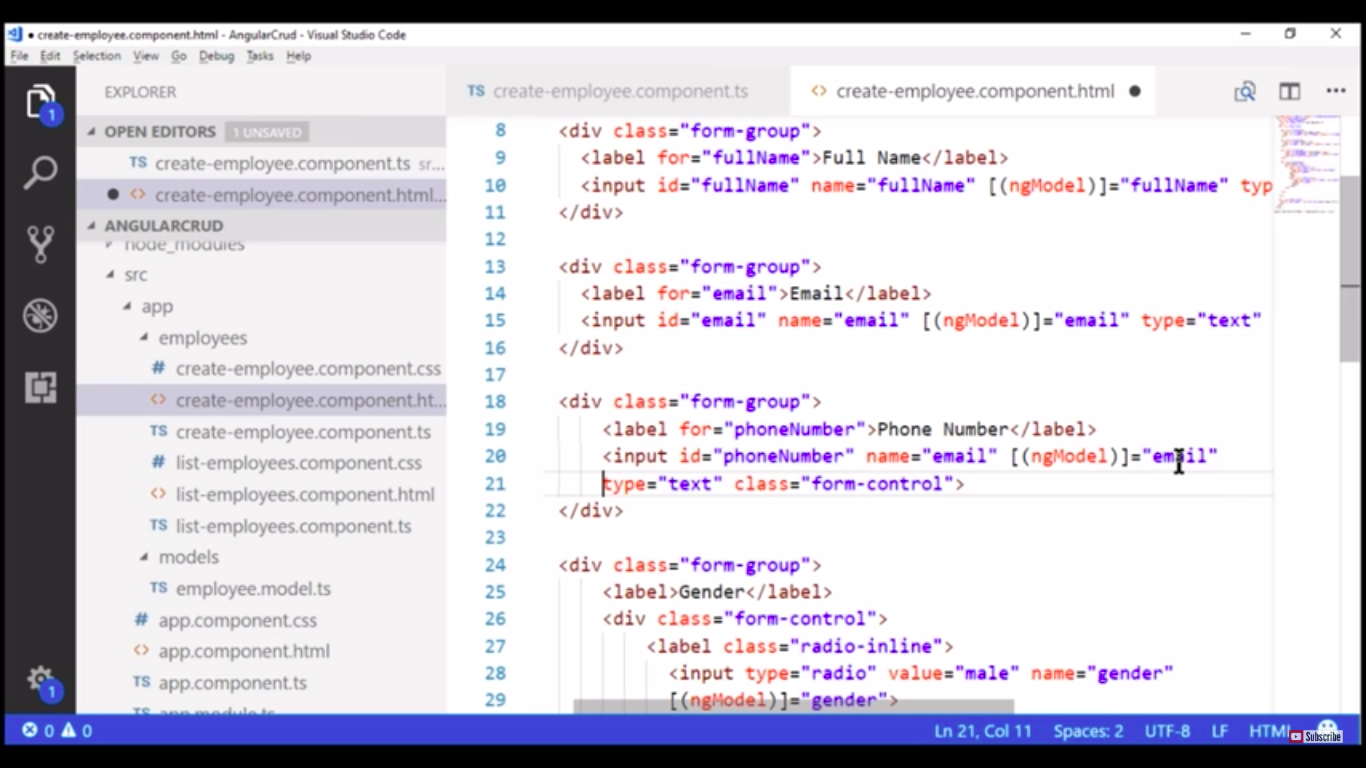 create-employee.component.html - AngularCrud - Visual Studio Code
File Edit Selection View Go Debug Tasks Help
EXPLORER
OPEN EDITORS 1 UNSAVED
TS create-employee.component.ts sr...
<> create-employee.component.html...
ANGULARCRUD
node_modules
src
app
employees
# create-employee.component.css
<> create-employee.component.ht...
TS create-employee.component.ts
# list-employees.component.css
<> list-employees.component.html
TS list-employees.component.ts
models
TS employee.model.ts
# app.component.css
<> app.component.html
TS app.component.ts
TS app.module.ts
1
1
TS create-employee.component.ts
<> create-employee.component.html
8 <div class="form-group">
9 <label for="fullName">Full Name</label>
10 <input id="fullName" name="fullName" [(ngModel)]="fullName" typ
11 </div>
12
13 <div class="form-group">
14 <label for="email">Email</label>
15 <input id="email" name="email" [(ngModel)]="email" type="text"
16 </div>
17
18 <div class="form-group">
19 <label for="phoneNumber">Phone Number</label>
20 <input id="phoneNumber" name="email" [(ngModel)]="email"
21 type="text" class="form-control">
22 </div>
23
24 <div class="form-group">
25 <label>Gender</label>
26 <div class="form-control">
27 <label class="radio-inline">
28 <input type="radio" value="male" name="gender"
29 [(ngModel)]="gender">
0 0
Ln 21, Col 11 Spaces: 2 UTF-8 LF HTML
Subscribe